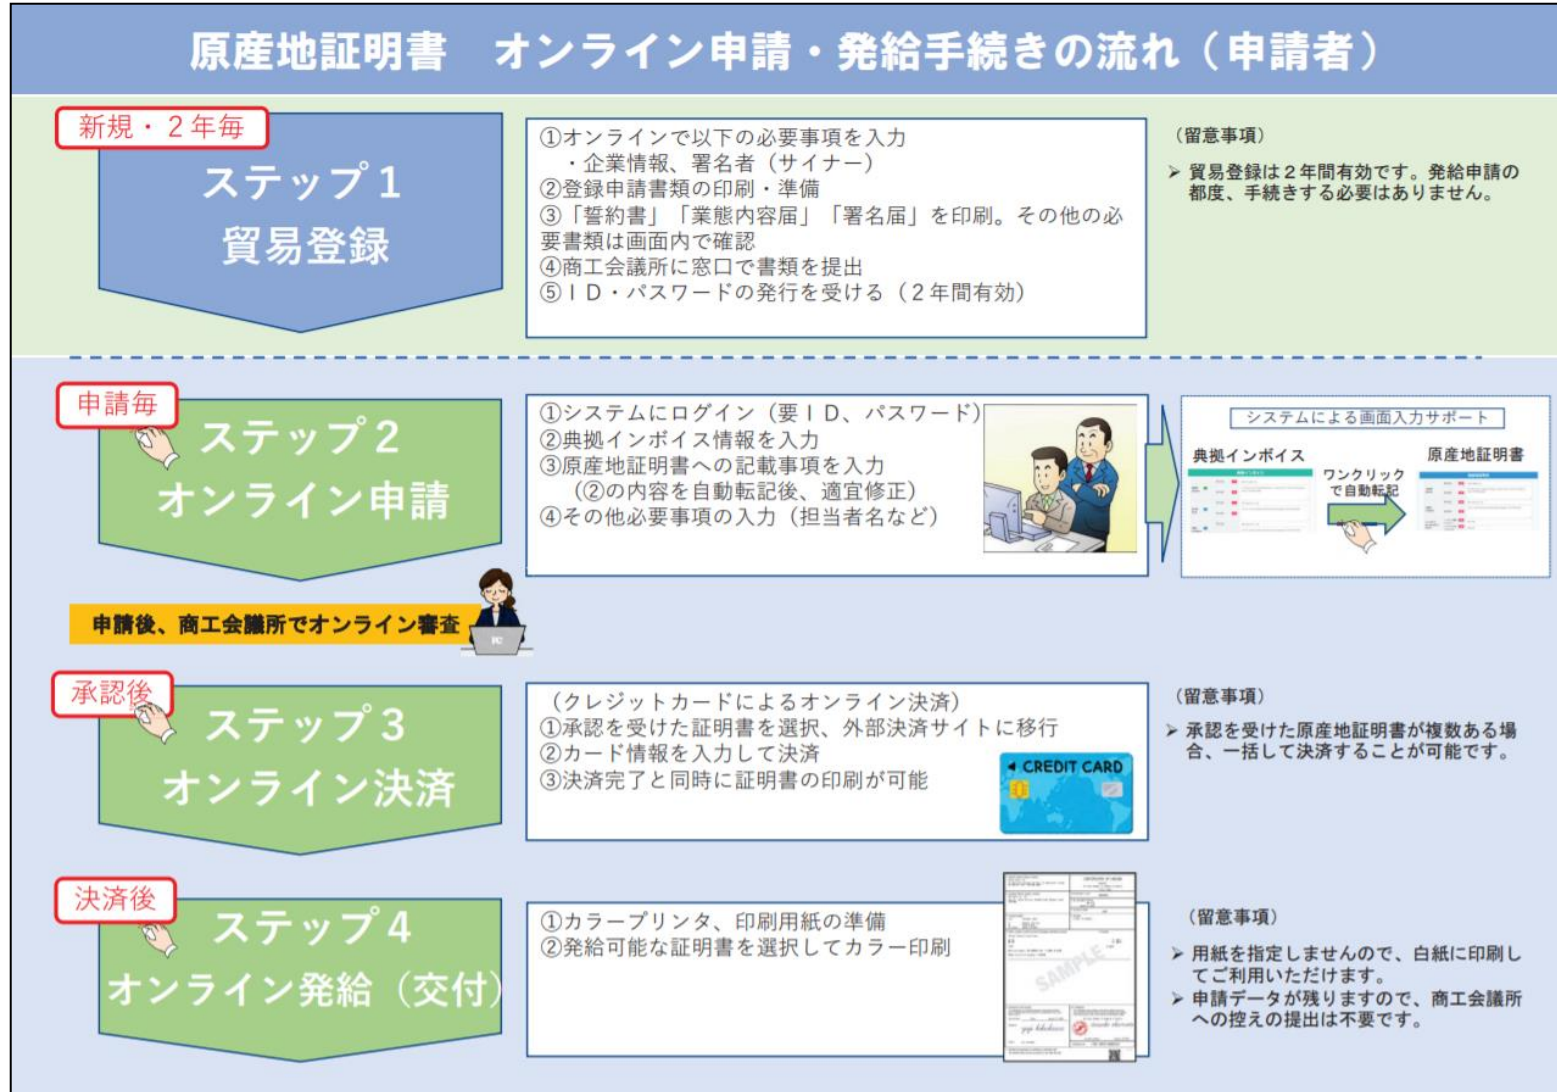 原産地証明書　オンライン申請・発給手続きの流れ（申請者）
新規・２年毎
ステップ１
貿易登録
①オンラインで以下の必要事項を入力
・企業情報、署名者（サイナー）
②登録申請書類の印刷・準備
③「誓約書」「業態内容届」「署名届」を印刷。その他の必
要書類は画面内で確認
④商工会議所に窓口で書類を提出
⑤ＩＤ・パスワードの発行を受ける（２年間有効）
（留意事項）
➢ 貿易登録は２年間有効です。発給申請の
都度、手続きする必要はありません。
申請毎
ステップ２
オンライン申請
①システムにログイン（要ＩＤ、パスワード）
②典拠インボイス情報を入力
③原産地証明書への記載事項を入力
（②の内容を自動転記後、適宜修正）
④その他必要事項の入力（担当者名など）
システムによる画面入力サポート
典拠インボイス
ワンクリック
で自動転記
原産地証明書
申請後、商工会議所でオンライン審査
承認後
ステップ３
オンライン決済
（クレジットカードによるオンライン決済）
①承認を受けた証明書を選択、外部決済サイトに移行
②カード情報を入力して決済
③決済完了と同時に証明書の印刷が可能
CREDIT CARD
（留意事項）
➢ 承認を受けた原産地証明書が複数ある場
合、一括して決済することが可能です。
決済後
ステップ４
オンライン発給（交付）
①カラープリンタ、印刷用紙の準備
②発給可能な証明書を選択してカラー印刷
SAMPLE
（留意事項）
➢ 用紙を指定しませんので、白紙に印刷し
てご利用いただけます。
➢ 申請データが残りますので、商工会議所
への控えの提出は不要です。